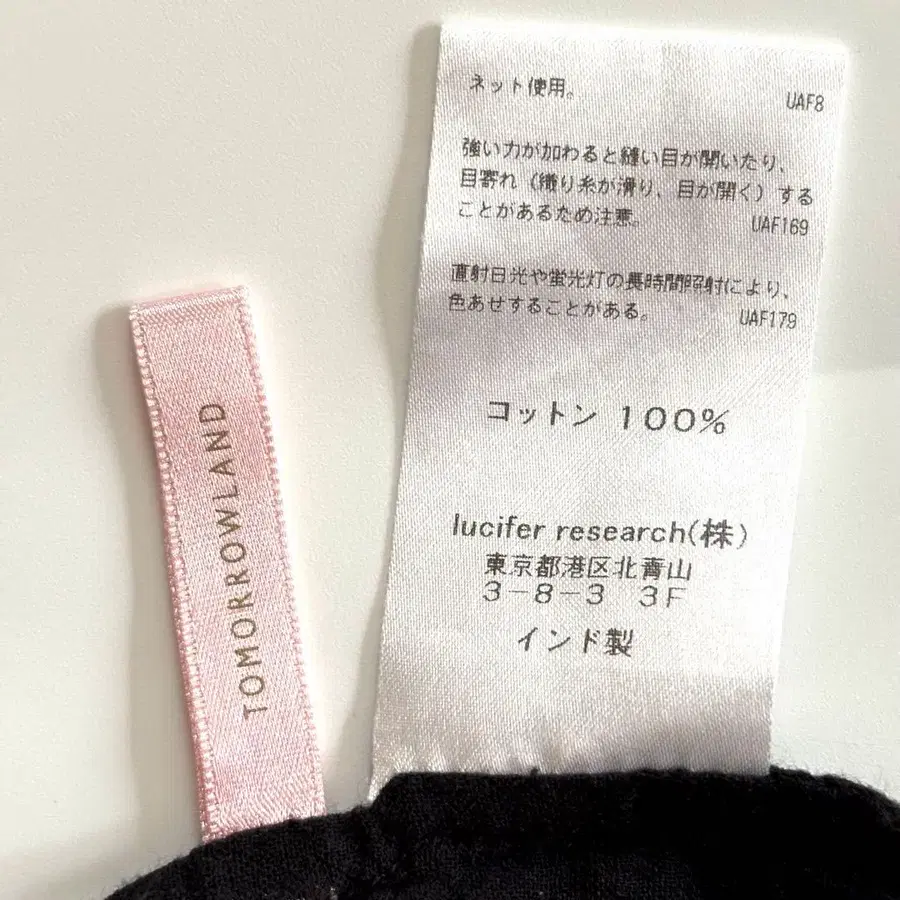 ネット使用。
UAF8
強い力が加わると縫い目が開いたり、
目寄れ（織り糸が滑り、目が開く）する
ことがあるため注意。
UAF169
直射日光や蛍光灯の長時間照射により、
色あせすることがある。
UAF179
コットン 100%
lucifer research(株)
東京都港区北青山
3-8-3 3F
インド製
TOMORROWLAND